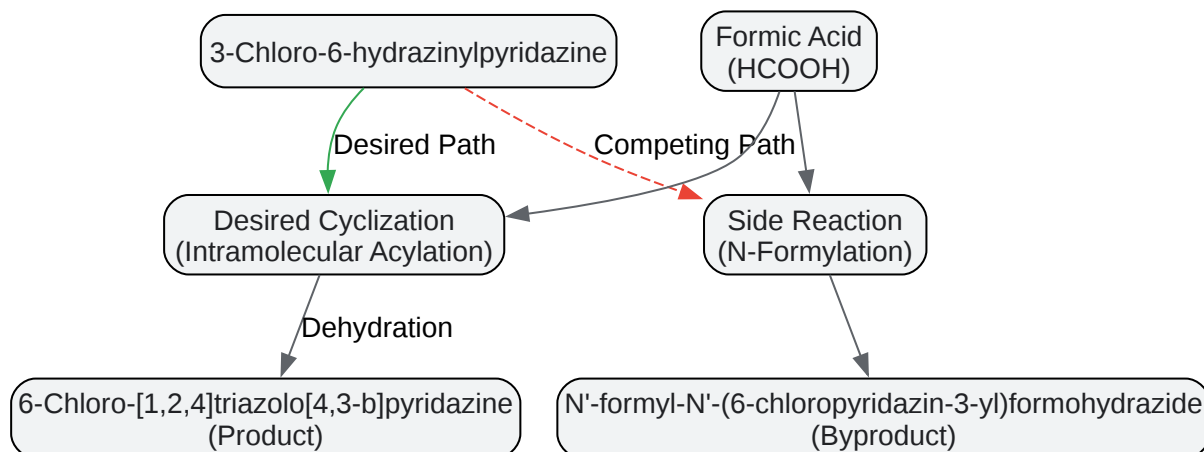 3-Chloro-6-hydrazinylpyridazine
Formic Acid
(HCOOH)
Desired Path
Competing Path
Desired Cyclization
(Intramolecular Acylation)
Side Reaction
(N-Formylation)
Dehydration
6-Chloro-[1,2,4]triazolo[4,3-b]pyridazine
(Product)
N'-formyl-N'-(6-chloropyridazin-3-yl)formohydrazide
(Byproduct)